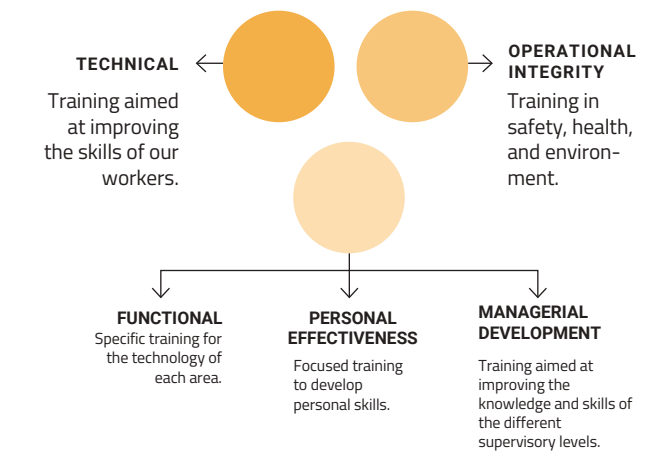 TECHNICAL
Training aimed
at improving
the skills of our
workers.
OPERATIONAL
INTEGRITY
Training in
safety, health,
and environ-
ment.
FUNCTIONAL
Specific training for
the technology of
each area.
PERSONAL
EFFECTIVENESS
Focused training
to develop
personal skills.
MANAGERIAL
DEVELOPMENT
Training aimed at
improving the
knowledge and skills of
the different
supervisory levels.